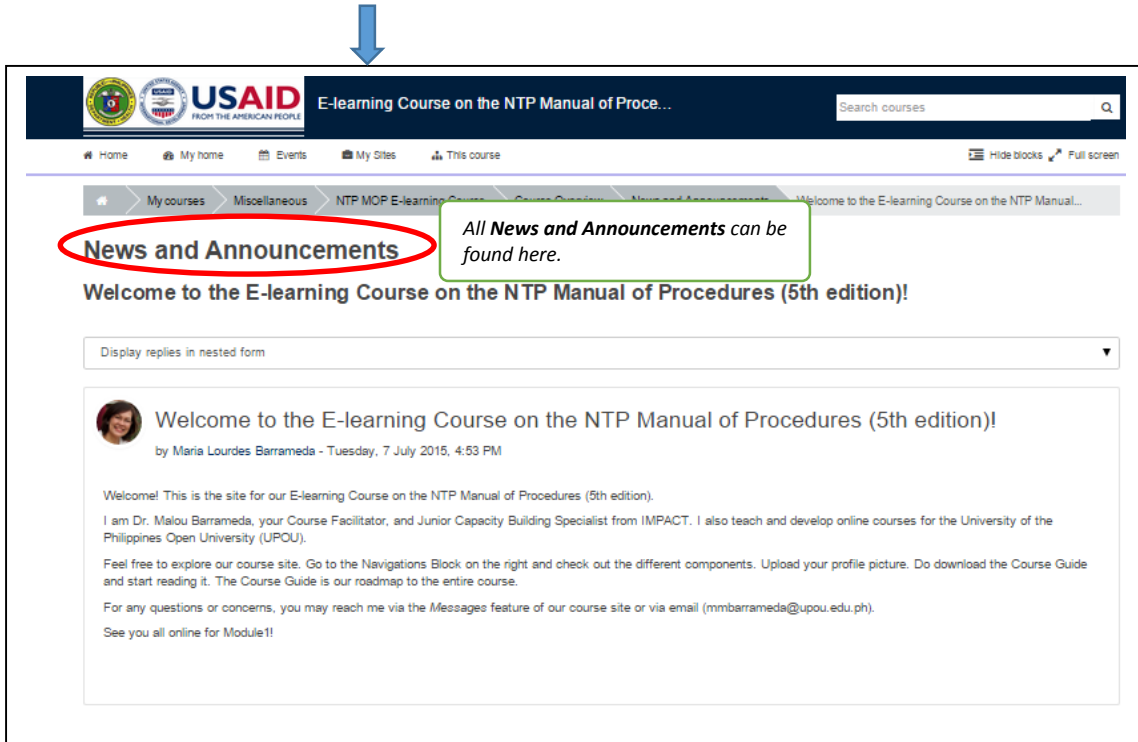 USAID
FROM THE AMERICAN PEOPLE
E-learning Course on the NTP Manual of Proce...
Search courses
Home My home Events My Sites This course Hide blocks Full screen
My courses Miscellaneous NTP MOP E-learning Course Course Overview News and Announcements Welcome to the E-learning Course on the NTP Manual...
News and Announcements
All News and Announcements can be
found here.
Welcome to the E-learning Course on the NTP Manual of Procedures (5th edition)!
Display replies in nested form
Welcome to the E-learning Course on the NTP Manual of Procedures (5th edition)!
by Maria Lourdes Barrameda - Tuesday, 7 July 2015, 4:53 PM
Welcome! This is the site for our E-learning Course on the NTP Manual of Procedures (5th edition).
I am Dr. Malou Barrameda, your Course Facilitator, and Junior Capacity Building Specialist from IMPACT. I also teach and develop online courses for the University of the
Philippines Open University (UPOU).
Feel free to explore our course site. Go to the Navigations Block on the right and check out the different components. Upload your profile picture. Do download the Course Guide
and start reading it. The Course Guide is our roadmap to the entire course.
For any questions or concerns, you may reach me via the Messages feature of our course site or via email (mmbarrameda@upou.edu.ph).
See you all online for Module1!